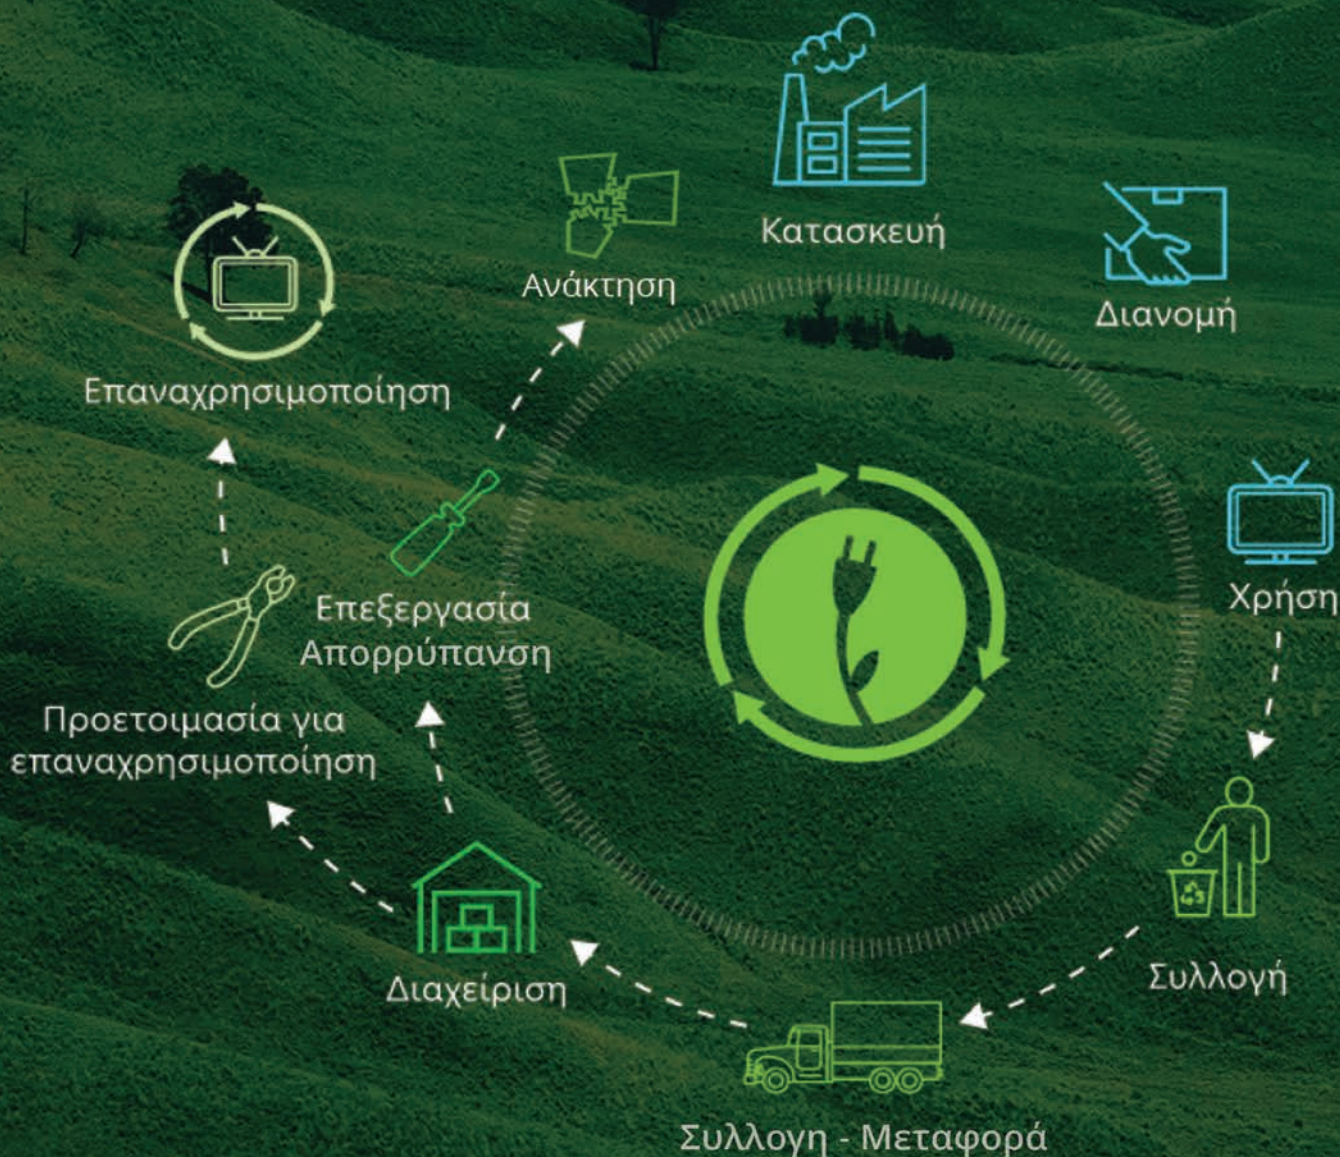 Κατασκευή
Διανομή
Χρήση
Συλλογή
Συλλογη - Μεταφορά
Διαχείριση
Επεξεργασία
Απορρύπανση
Ανάκτηση
Προετοιμασία για
επαναχρησιμοποίηση
Επαναχρησιμοποίηση